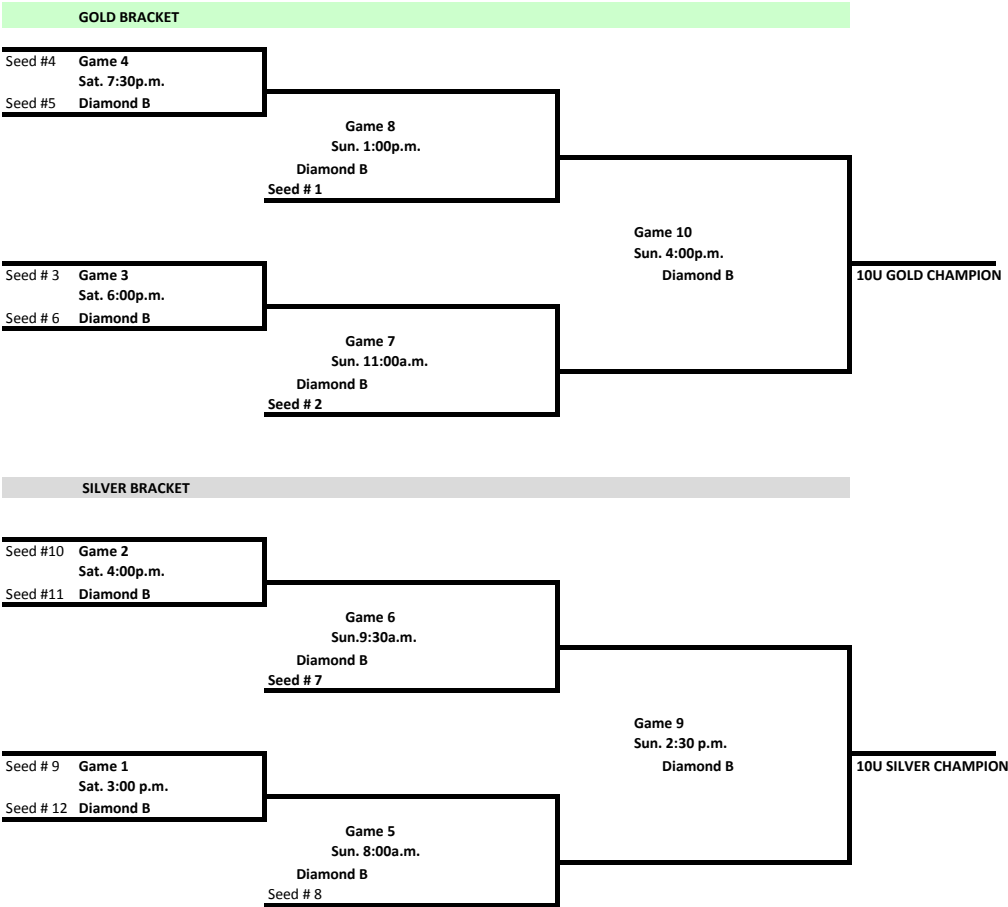 GOLD BRACKET
Seed #4 Game 4
Sat. 7:30p.m.
Seed #5 Diamond B
Game 8
Sun. 1:00p.m.
Diamond B
Seed # 1
Game 10
Sun. 4:00p.m.
Diamond B
10U GOLD CHAMPION
Seed # 3 Game 3
Sat. 6:00p.m.
Seed # 6 Diamond B
Game 7
Sun. 11:00a.m.
Diamond B
Seed # 2
SILVER BRACKET
Seed #10 Game 2
Sat. 4:00p.m.
Seed #11 Diamond B
Game 6
Sun.9:30a.m.
Diamond B
Seed # 7
Game 9
Sun. 2:30 p.m.
Diamond B
10U SILVER CHAMPION
Seed # 9 Game 1
Sat. 3:00 p.m.
Seed # 12 Diamond B
Game 5
Sun. 8:00a.m.
Diamond B
Seed # 8